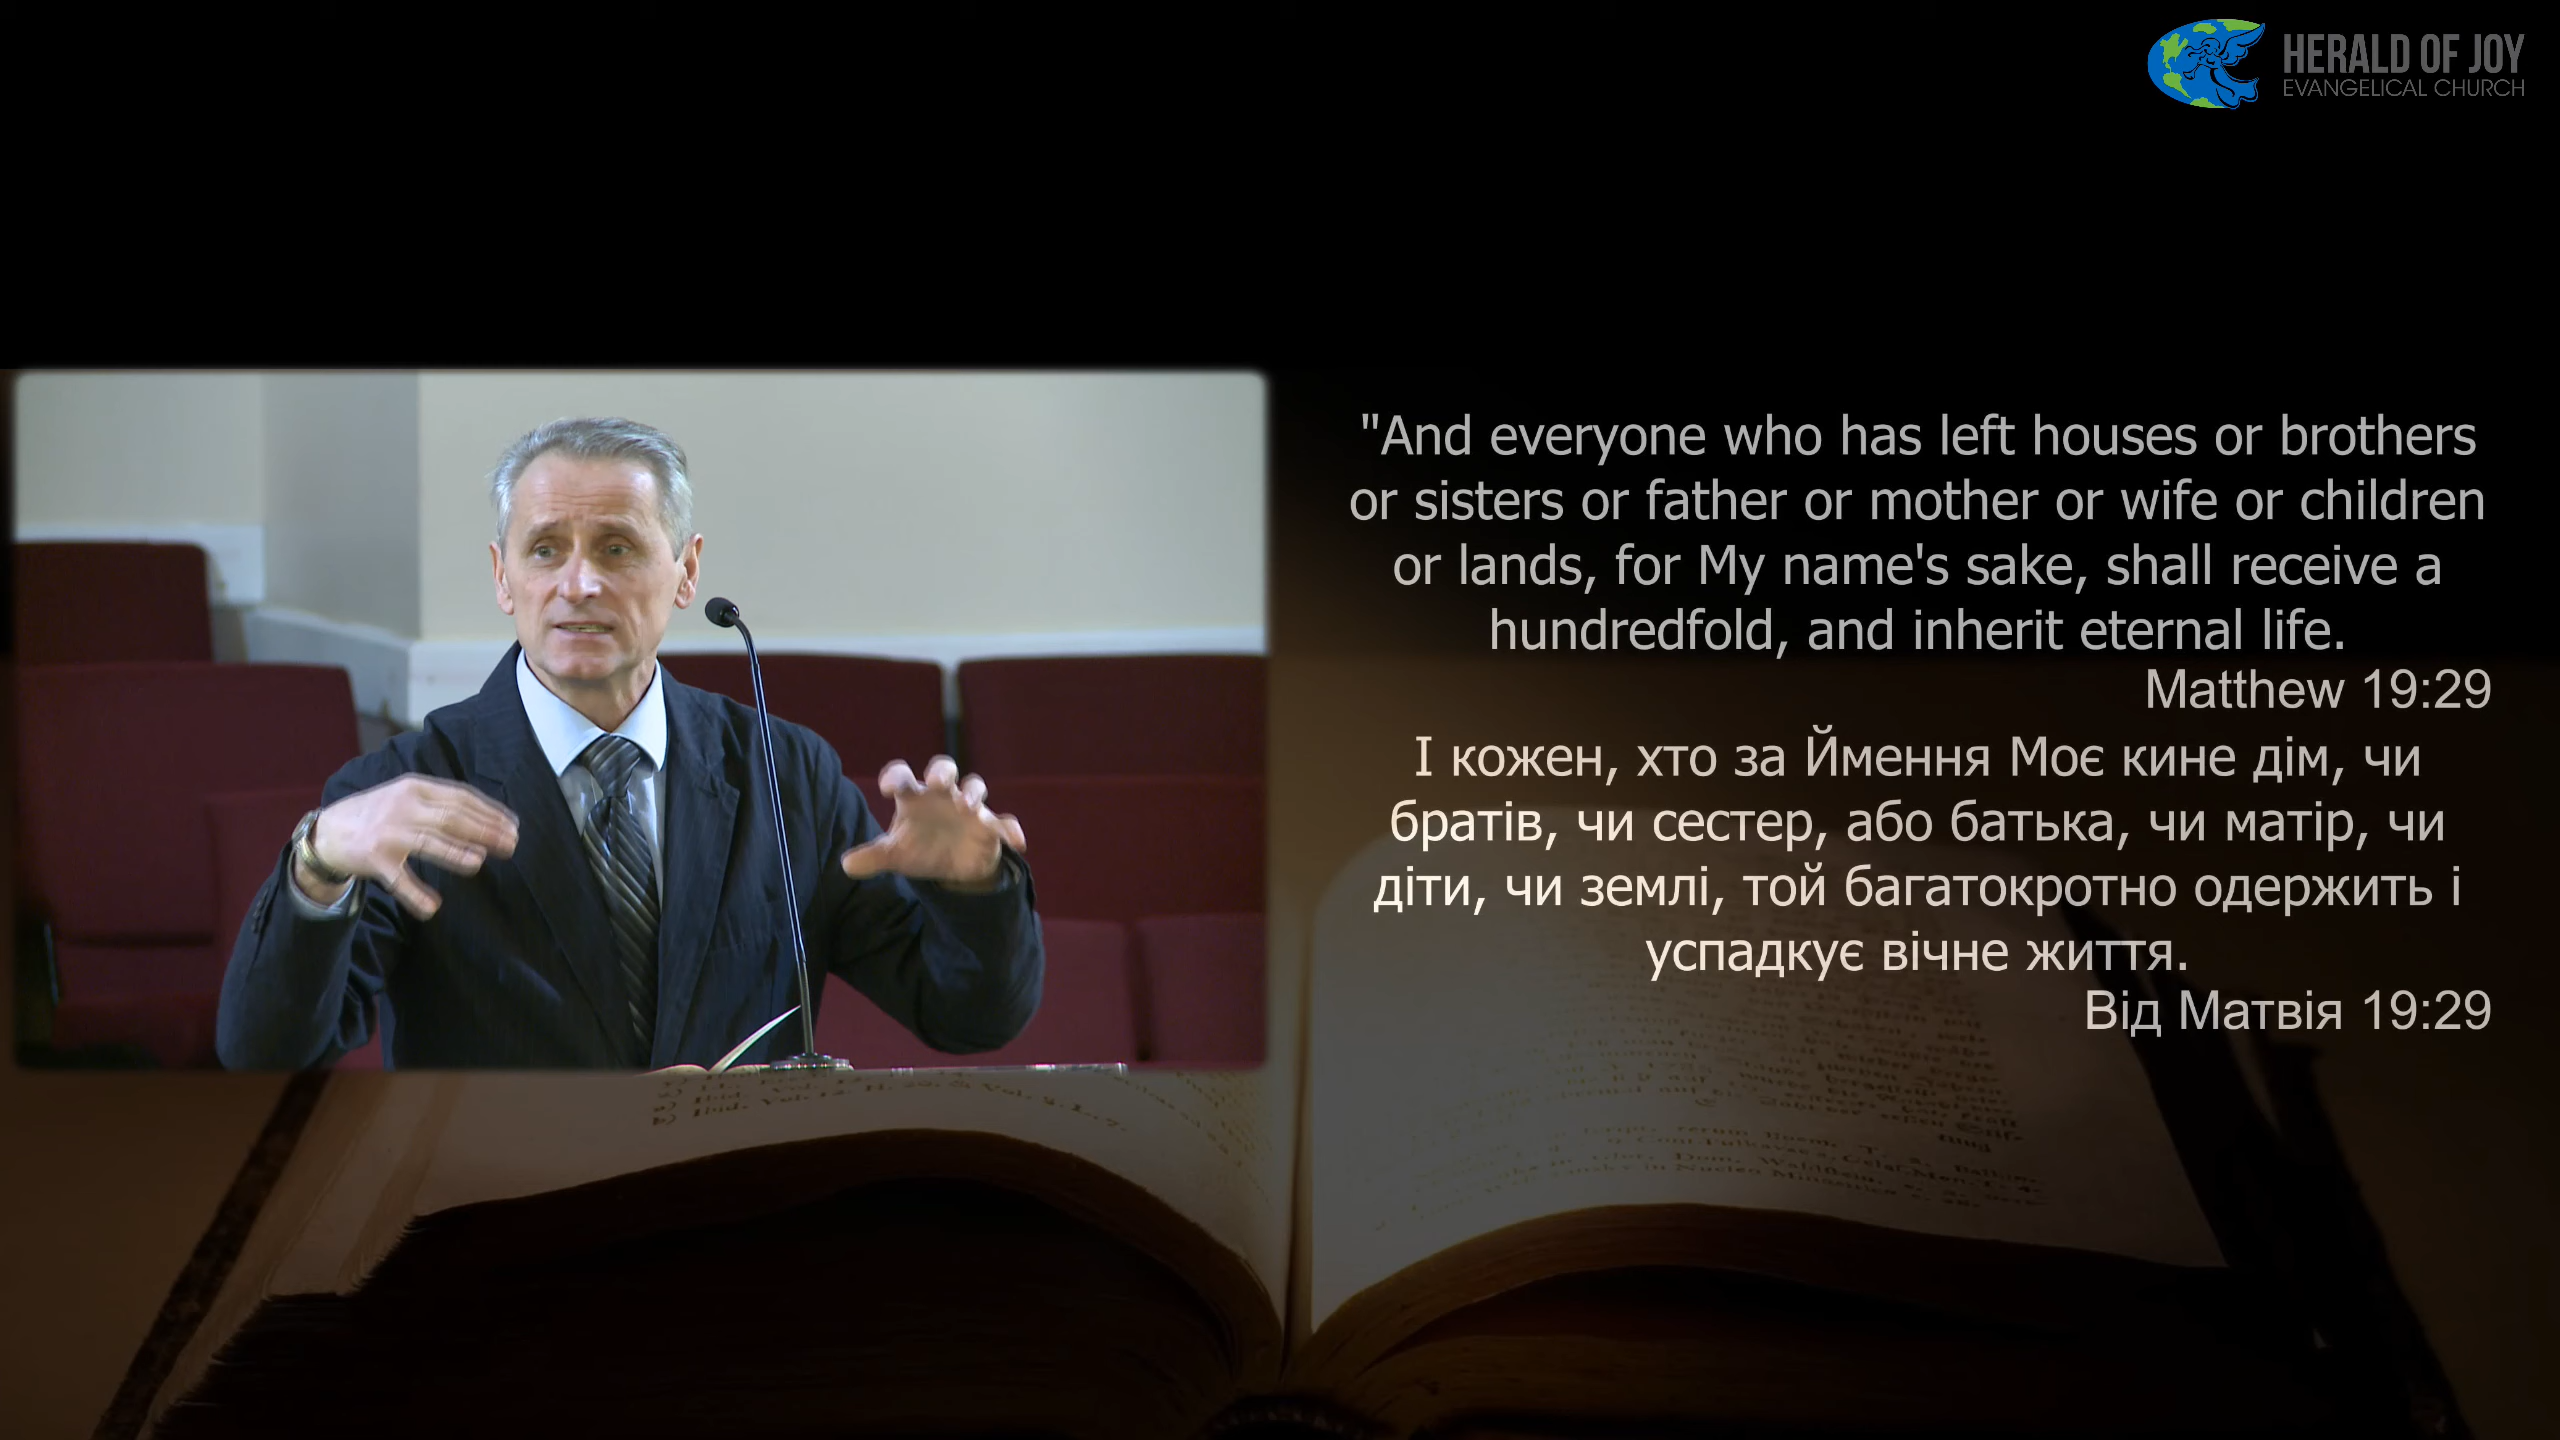 HERALD OF JOY
EVANGELICAL CHURCH
"And everyone who has left houses or brothers
or sisters or father or mother or wife or children
or lands, for My name's sake, shall receive a
hundredfold, and inherit eternal life.
Matthew 19:29
І кожен, хто за Ймення Моє кине дім, чи
братів, чи сестер, або батька, чи матір, чи
діти, чи землі, той багатокротно одержить і
успадкує вічне життя.
Від Матвія 19:29